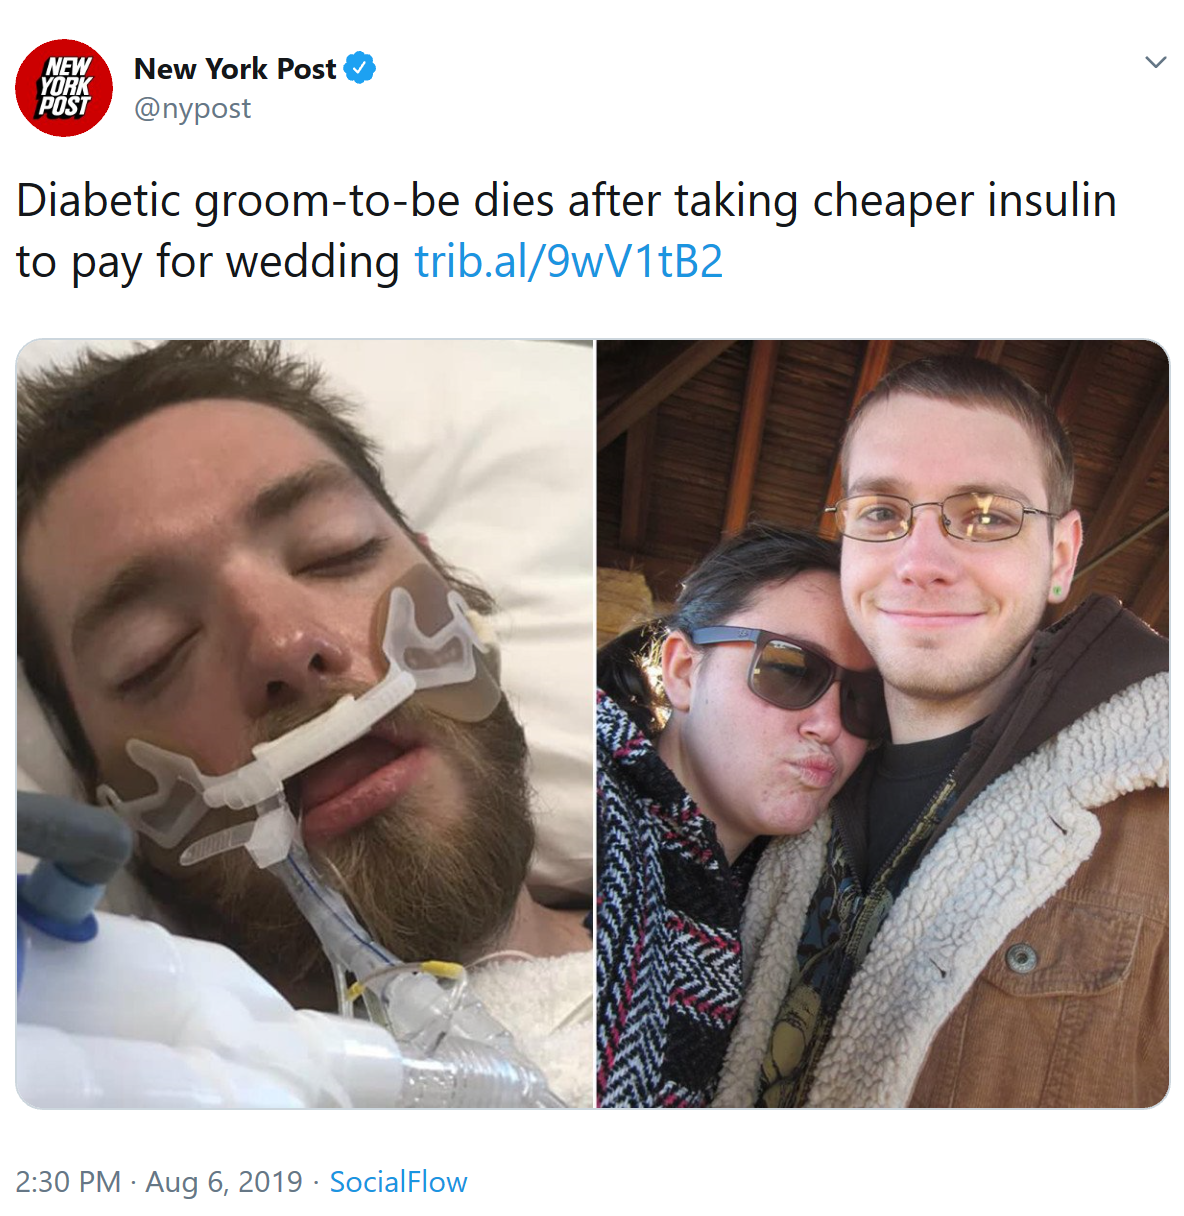 NEW
YORK
POST
New York Post
@nypost
Diabetic groom-to-be dies after taking cheaper insulin
to pay for wedding trib.al/9wV1tB2
2:30 PM · Aug 6, 2019 · SocialFlow